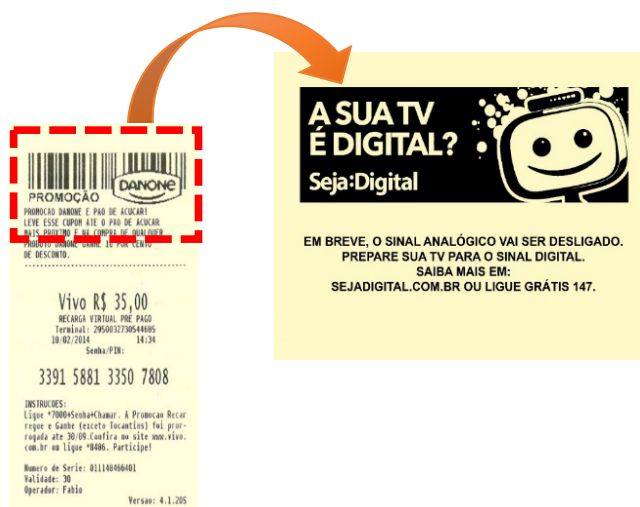 DANONE
PROMOÇÃO
PROMOCAO DANONE E PAO DE ACUCAR!
LEVE ESSE CUPOM ATE O PAO DE ACUCAR
MAIS PROXIMO E NA COMPRA DE QUALQUER
PRODUTO DANONE GANHE 10 POR CENTO
DE DESCONTO.
Vivo R$ 35,00
RECARGA VIRTUAL PRE PAGO
Terminal: 2950032730544685
10/02/2014 14:34
Senha/PIN:
3391 5881 3350 7808
INSTRUCOES:
Ligue *7000+Senha+Chamar. A Promocao Recar
regue e Ganhe (exceto Tocantins) foi pror-
rogada ate 30/09.Confira no site www.vivo.
com.br ou ligue *8486. Participe!
Numero de Serie: 011148466401
Validade: 30
Operador: Fabio
Versao: 4.1.205
A SUA TV
É DIGITAL?
Seja:Digital
EM BREVE, O SINAL ANALÓGICO VAI SER DESLIGADO.
PREPARE SUA TV PARA O SINAL DIGITAL.
SAIBA MAIS EM:
SEJADIGITAL.COM.BR OU LIGUE GRÁTIS 147.